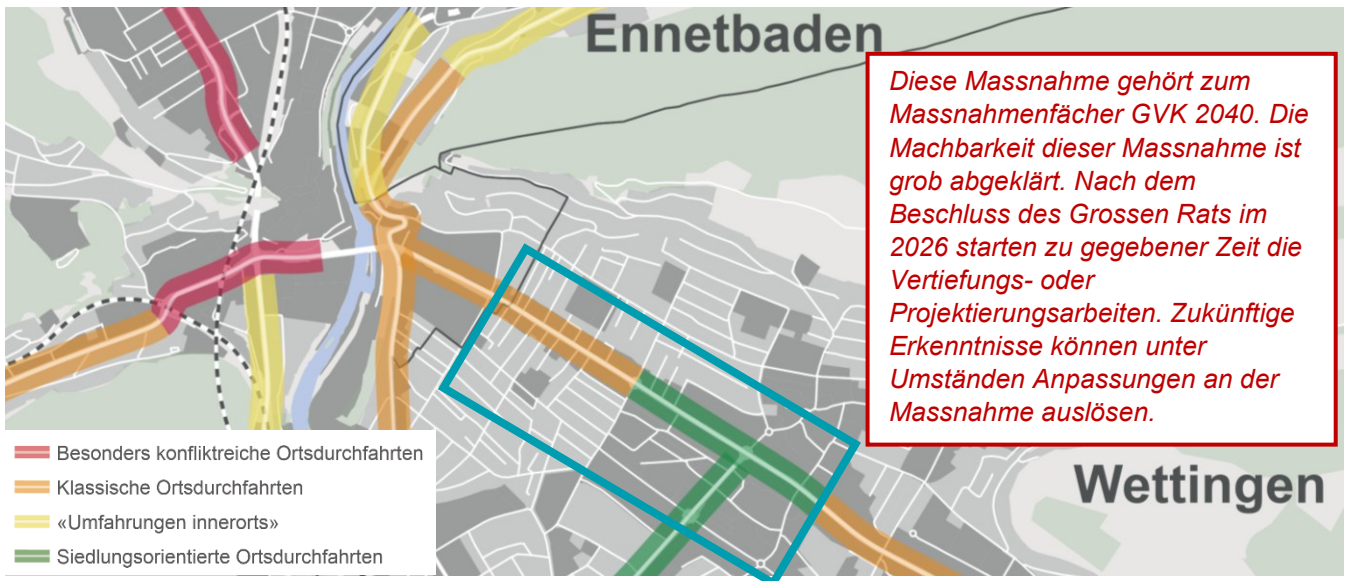 Ennetbaden
Diese Massnahme gehört zum
Massnahmenfächer GVK 2040. Die
Machbarkeit dieser Massnahme ist
grob abgeklärt. Nach dem
Beschluss des Grossen Rats im
2026 starten zu gegebener Zeit die
Vertiefungs- oder
Projektierungsarbeiten. Zukünftige
Erkenntnisse können unter
Umständen Anpassungen an der
Massnahme auslösen.
Wettingen
Besonders konfliktreiche Ortsdurchfahrten
Klassische Ortsdurchfahrten
«Umfahrungen innerorts»
Siedlungsorientierte Ortsdurchfahrten